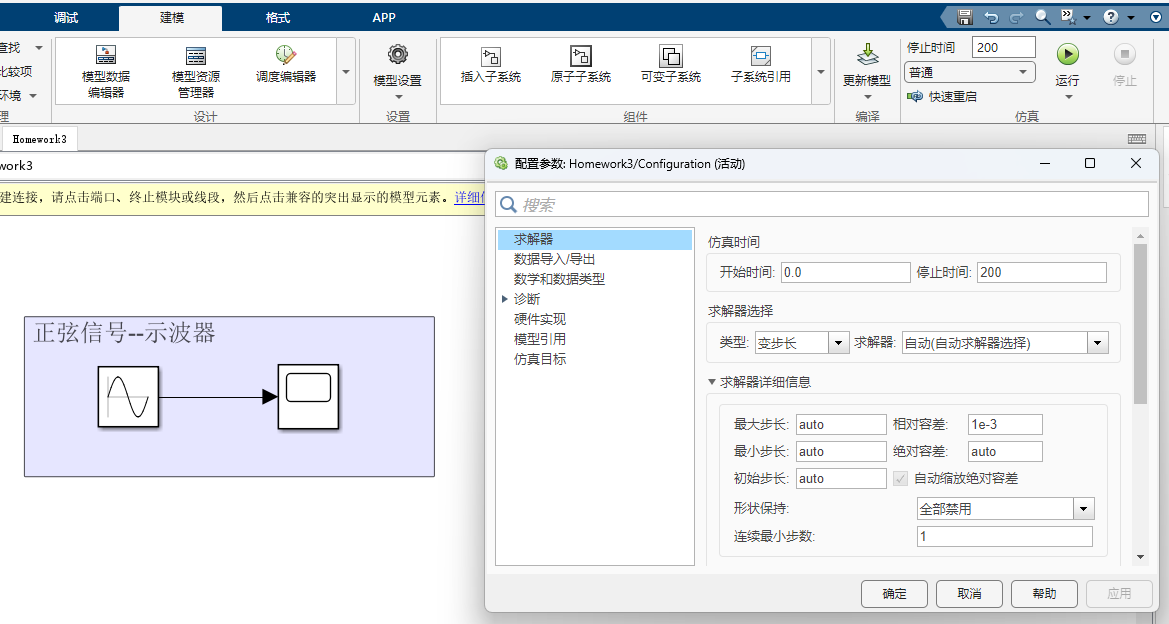 调试 建模 格式 APP
查找
比较项
环境
理
模型数据
编辑器
模型资源
管理器
调度编辑器
设计
模型设置
设置
插入子系统
原子子系统
可变子系统
子系统引用
组件
更新模型
编译
停止时间 200
普通
快速重启
运行
停止
仿真
Homework3
work3
建连接，请点击端口、终止模块或线段，然后点击兼容的突出显示的模型元素。详细信
正弦信号--示波器
配置参数: Homework3/Configuration (活动)
搜索
求解器
数据导入/导出
数学和数据类型
诊断
硬件实现
模型引用
仿真目标
仿真时间
开始时间: 0.0 停止时间: 200
求解器选择
类型: 变步长 求解器: 自动(自动求解器选择)
求解器详细信息
最大步长: auto 相对容差: 1e-3
最小步长: auto 绝对容差: auto
初始步长: auto 自动缩放绝对容差
形状保持: 全部禁用
连续最小步数: 1
确定 取消 帮助 应用